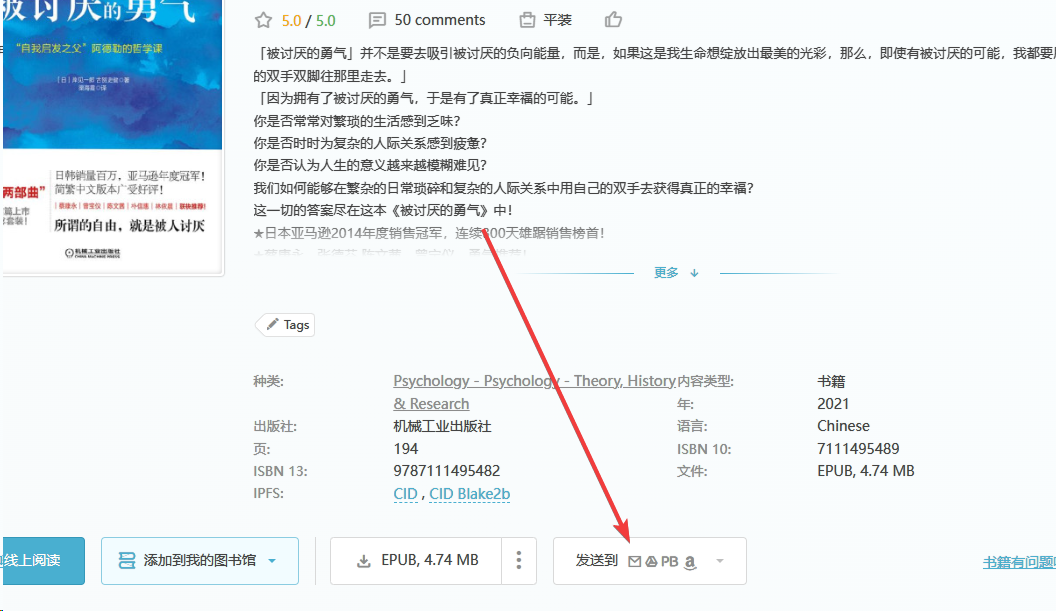 被讨厌的勇气
“自我启发之父”阿德勒的哲学课
5.0 / 5.0
50 comments
平装
「被讨厌的勇气」并不是要去吸引被讨厌的负向能量，而是，如果这是我生命想绽放出最美的光彩，那么，即使有被讨厌的可能，我都要用
的双手双脚往那里走去。」
「因为拥有了被讨厌的勇气，于是有了真正幸福的可能。」
你是否常常对繁琐的生活感到乏味？
你是否时时为复杂的人际关系感到疲惫？
你是否认为人生的意义越来越模糊难见？
我们如何能够在繁杂的日常琐碎和复杂的人际关系中用自己的双手去获得真正的幸福？
这一切的答案尽在这本《被讨厌的勇气》中！
★日本亚马逊2014年度销售冠军，连续300天雄踞销售榜首！
日韩销量百万，亚马逊年度冠军！
简繁中文版本广受好评！
两部曲”
篇上市
所谓的自由，就是被人讨厌
机械工业出版社
CHINA MACHINE PRESS
更多
Tags
种类:
Psychology - Psychology - Theory, History
& Research
内容类型:
书籍
年:
2021
出版社:
机械工业出版社
语言:
Chinese
页:
194
ISBN 10:
7111495489
ISBN 13:
9787111495482
文件:
EPUB, 4.74 MB
IPFS:
CID , CID Blake2b
线上阅读
添加到我的图书馆
EPUB, 4.74 MB
发送到
PB
a
书籍有问题